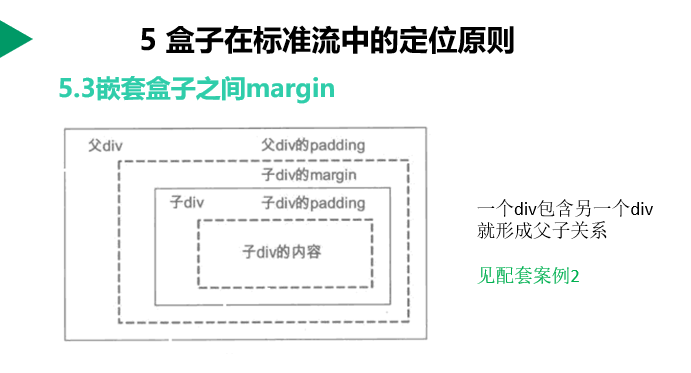 5 盒子在标准流中的定位原则
5.3嵌套盒子之间margin
父div 父div的padding
子div的margin
子div 子div的padding
子div的内容
一个div包含另一个div
就形成父子关系
见配套案例2